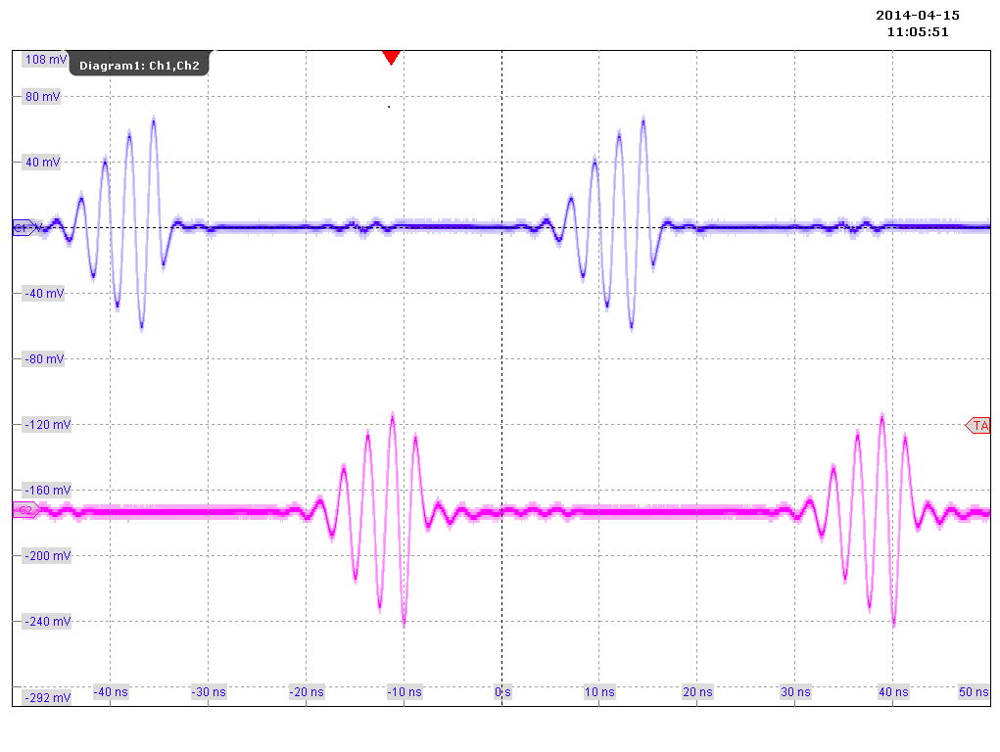 2014-04-15
11:05:51
108 mV
Diagram1: Ch1,Ch2
80 mV
40 mV
C1
-40 mV
-80 mV
-120 mV
TA
-160 mV
C2
-200 mV
-240 mV
-292 mV
-40 ns -30 ns -20 ns -10 ns 0 s 10 ns 20 ns 30 ns 40 ns 50 ns